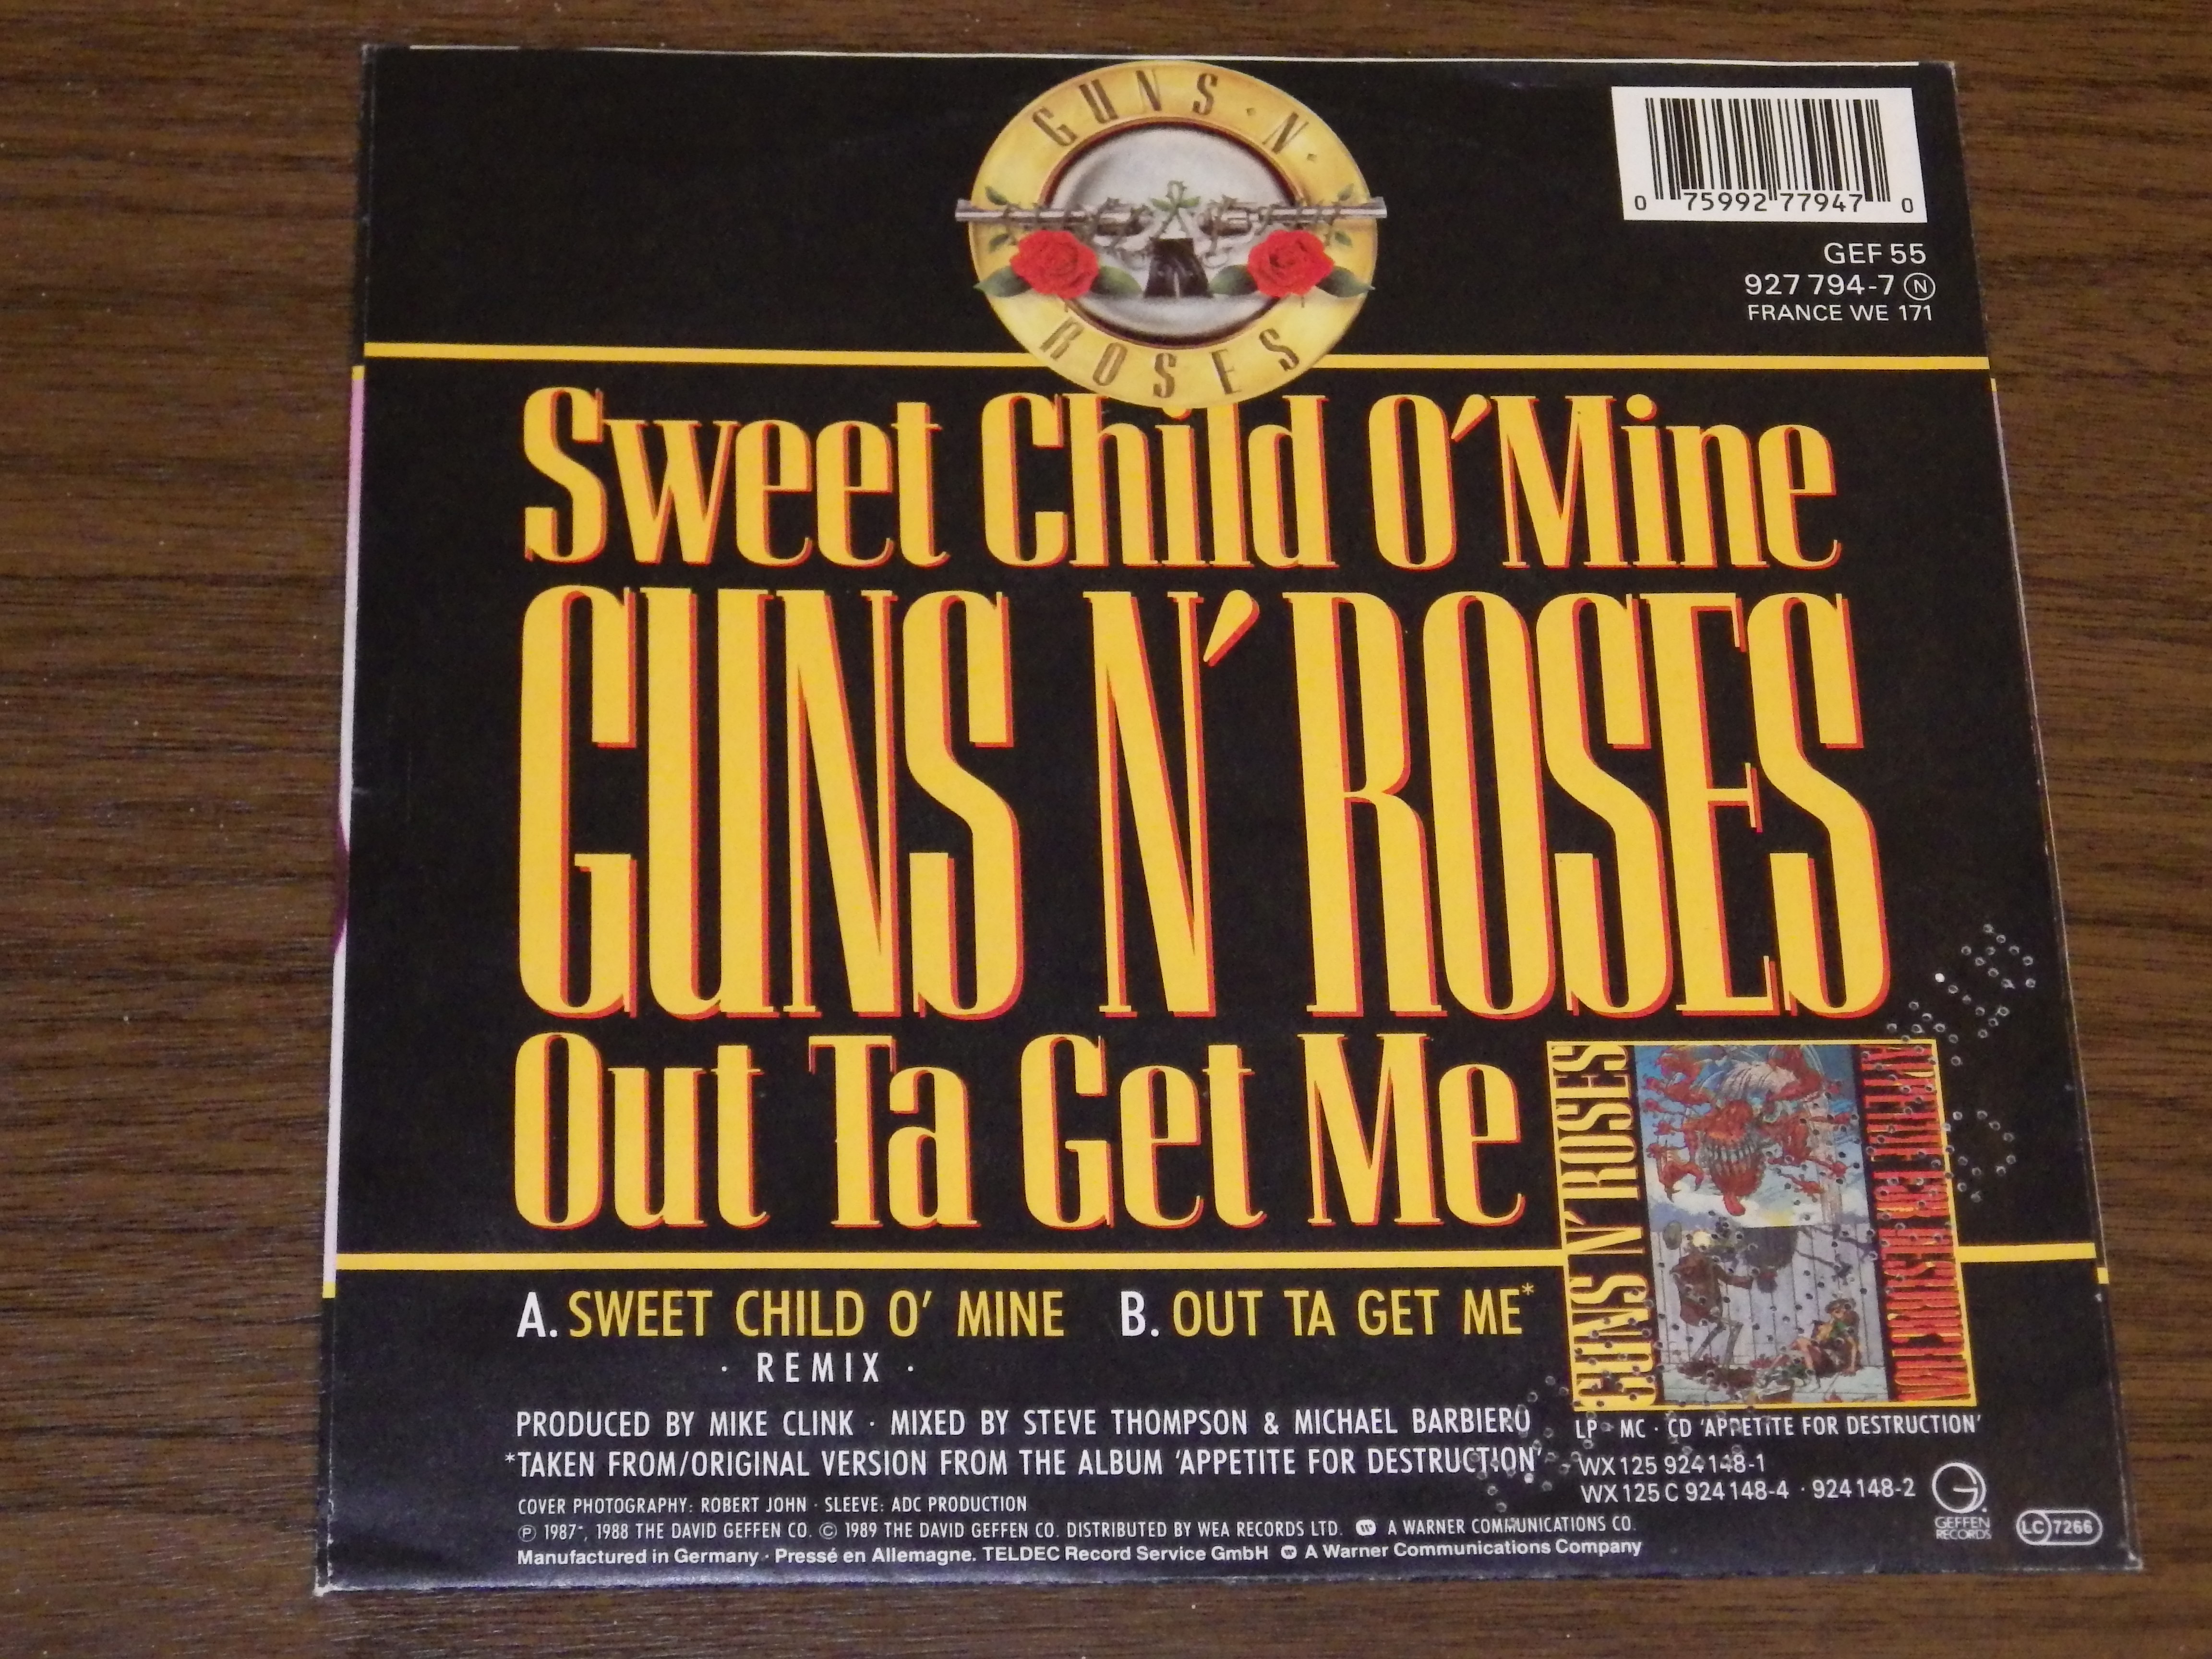 GUNS · N ·
ROSES
0 75992 77947 0
GEF 55
927 794-7 Ⓝ
FRANCE WE 171
Sweet Child O'Mine
GUNS N' ROSES
Out Ta Get Me
GUNS N' ROSES
APPETITE FOR DESTRUCTION
A. SWEET CHILD O' MINE B. OUT TA GET ME*
· REMIX ·
PRODUCED BY MIKE CLINK · MIXED BY STEVE THOMPSON & MICHAEL BARBIERO
*TAKEN FROM/ORIGINAL VERSION FROM THE ALBUM 'APPETITE FOR DESTRUCTION'
LP · MC · CD 'APPETITE FOR DESTRUCTION'
WX 125 924 148-1
WX 125 C 924 148-4 · 924 148-2
COVER PHOTOGRAPHY: ROBERT JOHN · SLEEVE: ADC PRODUCTION
℗ 1987*, 1988 THE DAVID GEFFEN CO. © 1989 THE DAVID GEFFEN CO. DISTRIBUTED BY WEA RECORDS LTD. A WARNER COMMUNICATIONS CO.
Manufactured in Germany · Pressé en Allemagne. TELDEC Record Service GmbH A Warner Communications Company
GEFFEN
RECORDS
LC 7266